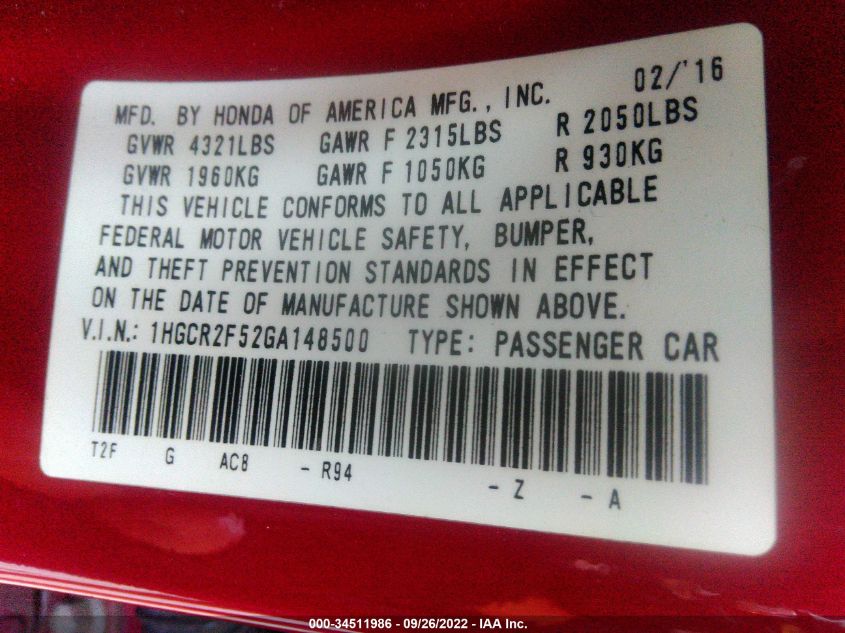 MFD. BY HONDA OF AMERICA MFG., INC. 02/'16
GVWR 4321LBS GAWR F 2315LBS R 2050LBS
GVWR 1960KG GAWR F 1050KG R 930KG
THIS VEHICLE CONFORMS TO ALL APPLICABLE
FEDERAL MOTOR VEHICLE SAFETY, BUMPER,
AND THEFT PREVENTION STANDARDS IN EFFECT
ON THE DATE OF MANUFACTURE SHOWN ABOVE.
V.I.N.: 1HGCR2F52GA148500 TYPE: PASSENGER CAR
T2F G AC8 - R94 - Z - A
000-34511986 - 09/26/2022 - IAA Inc.